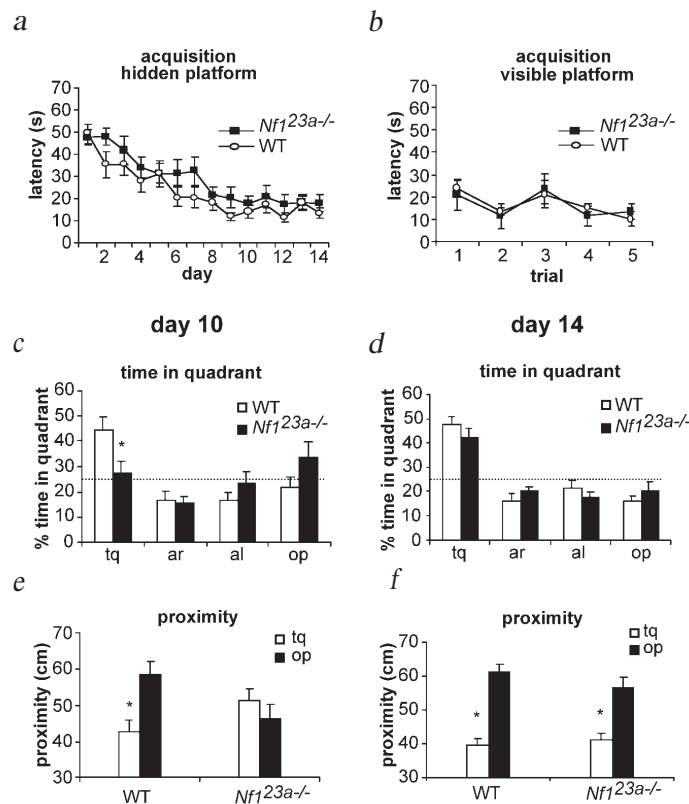 a
acquisition
hidden platform
70
60
50
40
30
20
10
0
latency (s)
Nf1 23a-/-
WT
2 4 6 8 10 12 14
day
b
acquisition
visible platform
70
60
50
40
30
20
10
0
latency (s)
Nf1 23a-/-
WT
1 2 3 4 5
trial
day 10
c
time in quadrant
60
50
40
30
20
10
0
% time in quadrant
WT
Nf1 23a-/-
*
tq ar al op
day 14
d
time in quadrant
60
50
40
30
20
10
0
% time in quadrant
WT
Nf1 23a-/-
tq ar al op
e
proximity
70
60
50
40
30
proximity (cm)
tq
op
*
WT Nf1 23a-/-
f
proximity
70
60
50
40
30
proximity (cm)
tq
op
* *
WT Nf1 23a-/-